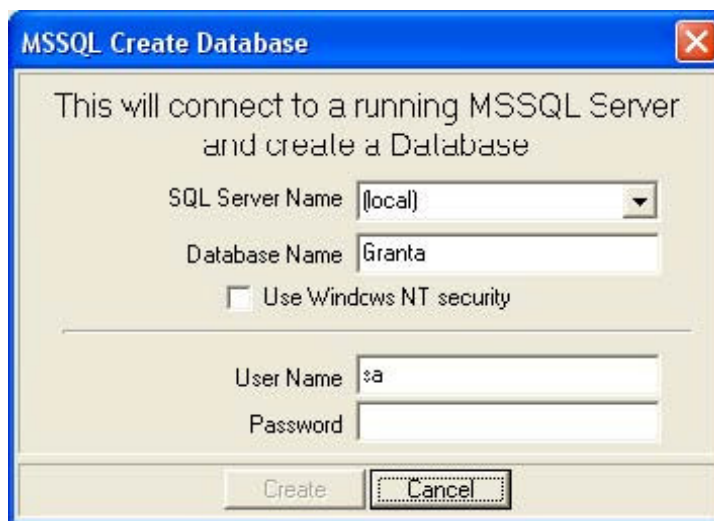 MSSQL Create Database
This will connect to a running MSSQL Server
and create a Database
SQL Server Name (local)
Database Name Granta
Use Windows NT security
User Name sa
Password
Create Cancel